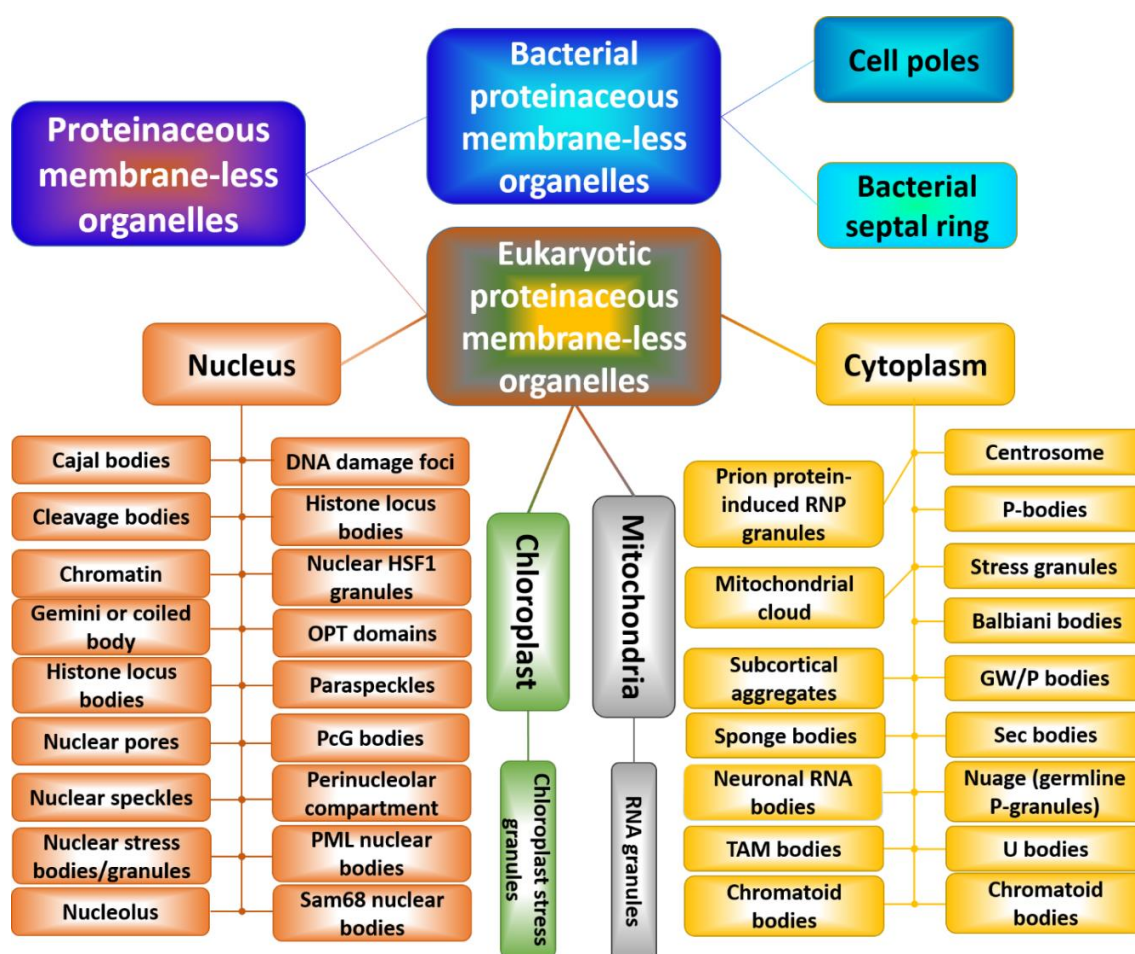 Proteinaceous
membrane-less
organelles
Bacterial
proteinaceous
membrane-less
organelles
Cell poles
Bacterial
septal ring
Eukaryotic
proteinaceous
membrane-less
organelles
Nucleus
Cajal bodies
Cleavage bodies
Chromatin
Gemini or coiled
body
Histone locus
bodies
Nuclear pores
Nuclear speckles
Nuclear stress
bodies/granules
Nucleolus
DNA damage foci
Histone locus
bodies
Nuclear HSF1
granules
OPT domains
Paraspeckles
PcG bodies
Perinucleolar
compartment
PML nuclear
bodies
Sam68 nuclear
bodies
Chloroplast
Chloroplast stress
granules
Mitochondria
RNA granules
Cytoplasm
Prion protein-
induced RNP
granules
Mitochondrial
cloud
Subcortical
aggregates
Sponge bodies
Neuronal RNA
bodies
TAM bodies
Chromatoid
bodies
Centrosome
P-bodies
Stress granules
Balbiani bodies
GW/P bodies
Sec bodies
Nuage (germline
P-granules)
U bodies
Chromatoid
bodies